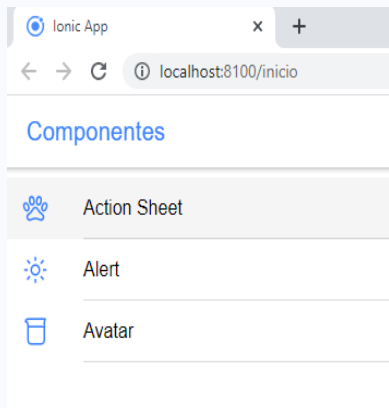 Ionic App
localhost:8100/inicio
Componentes
Action Sheet
Alert
Avatar